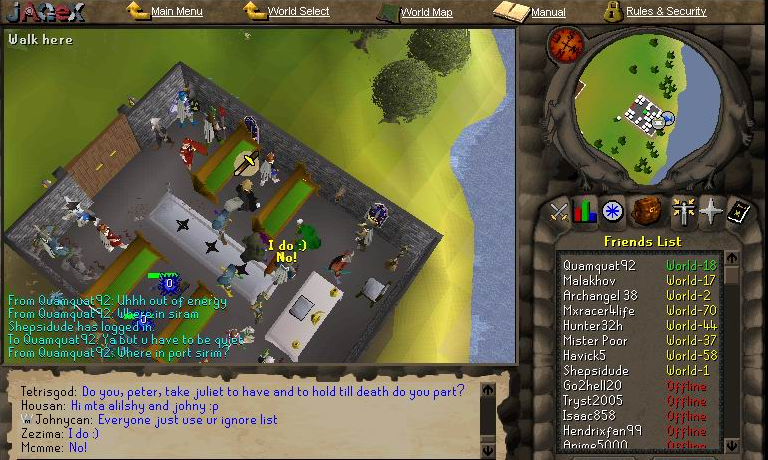 JAGeX
Main Menu
World Select
World Map
Manual
Rules & Security
Walk here
I do :)
No!
0
0
From Quamquat92: Uhhh out of energy
From Quamquat92: Where in siram
Shepsidude has logged in.
To Quamquat92: Ya but u have to be quiet
From Quamquat92: Where in port sirim?
Tetrisgod: Do you, peter, take juliet to have and to hold till death do you part?
Housan: Hi mta alilshy and johny :p
Johnycan: Everyone just use ur ignore list
Zezima: I do :)
Mcmme: No!
Friends List
Quamquat92 World-18
Malakhov World-17
Archangel 38 World-2
Mxracer4life World-70
Hunter32h World-44
Mister Poor World-37
Havick5 World-58
Shepsidude World-1
Go2hell20 Offline
Tryst2005 Offline
Isaac858 Offline
Hendrixfan99 Offline
Anime5000 Offline